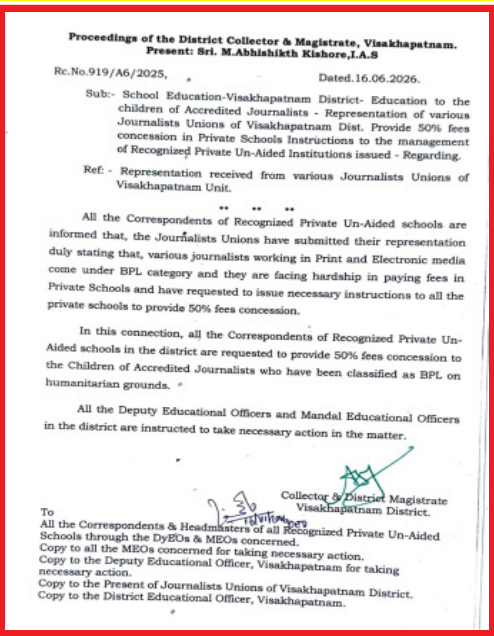 Proceedings of the District Collector & Magistrate, Visakhapatnam.
Present: Sri. M.Abhishikth Kishore,I.A.S
Rc.No.919/A6/2025,
Dated.16.06.2026.
Sub:- School Education-Visakhapatnam District- Education to the
children of Accredited Journalists - Representation of various
Journalists Unions of Visakhapatnam Dist. Provide 50% fees
concession in Private Schools Instructions to the management
of Recognized Private Un-Aided Institutions issued - Regarding.
Ref: - Representation received from various Journalists Unions of
Visakhapatnam Unit.
** ** **
All the Correspondents of Recognized Private Un-Aided schools are
informed that, the Journalists Unions have submitted their representation
duly stating that, various journalists working in Print and Electronic media
come under BPL category and they are facing hardship in paying fees in
Private Schools and have requested to issue necessary instructions to all the
private schools to provide 50% fees concession.
In this connection, all the Correspondents of Recognized Private Un-
Aided schools in the district are requested to provide 50% fees concession to
the Children of Accredited Journalists who have been classified as BPL on
humanitarian grounds.
All the Deputy Educational Officers and Mandal Educational Officers
in the district are instructed to take necessary action in the matter.
Collector & District Magistrate
Visakhapatnam District.
To
All the Correspondents & Headmasters of all Recognized Private Un-Aided
Schools through the DyEOs & MEOs concerned.
Copy to all the MEOs concerned for taking necessary action.
Copy to the Deputy Educational Officer, Visakhapatnam for taking
necessary action.
Copy to the Present of Journalists Unions of Visakhapatnam District.
Copy to the District Educational Officer, Visakhapatnam.